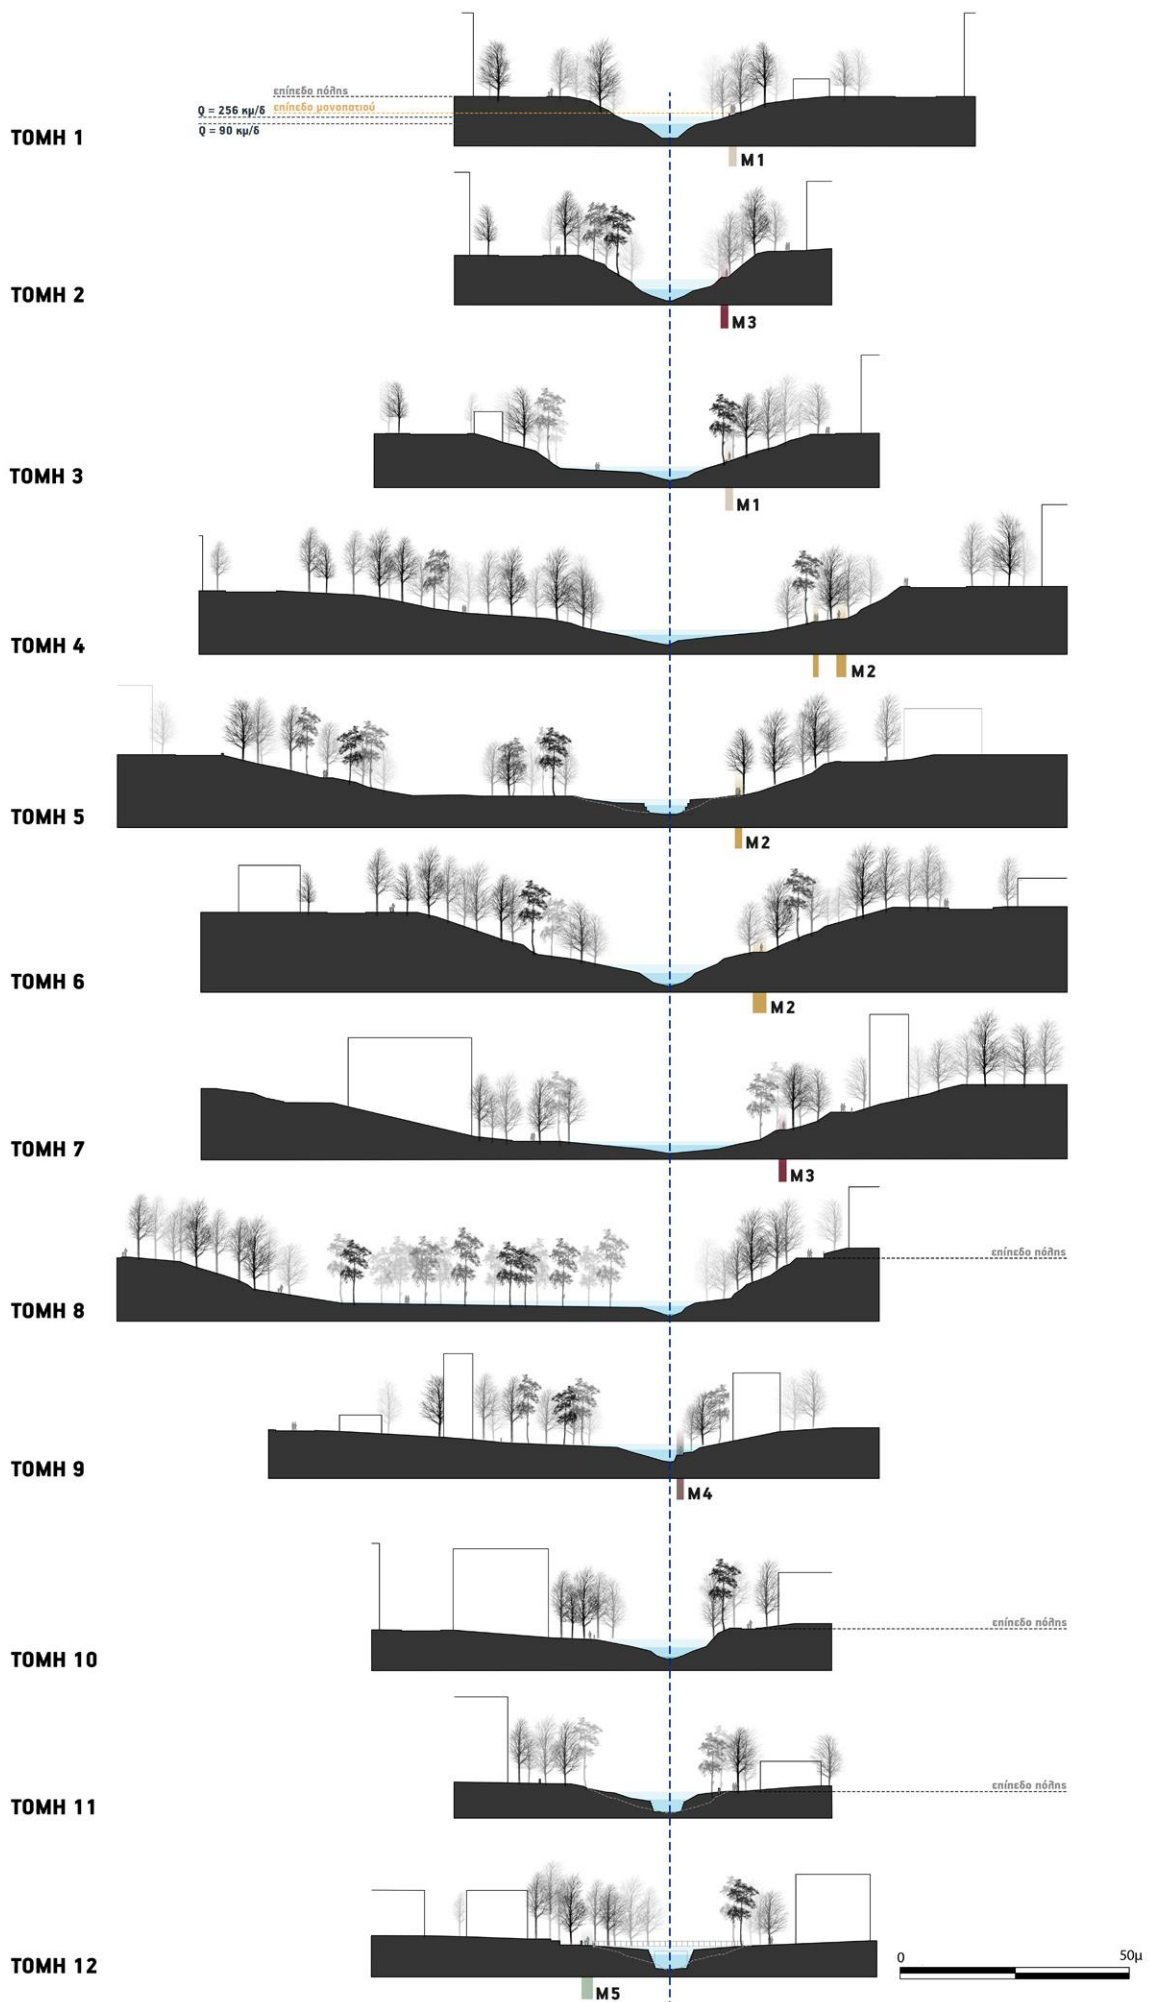 επίπεδο πόλης
Q = 256 κμ/δ
επίπεδο μονοπατιού
Q = 90 κμ/δ
ΤΟΜΗ 1
M1
ΤΟΜΗ 2
M3
ΤΟΜΗ 3
M1
ΤΟΜΗ 4
M2
ΤΟΜΗ 5
M2
ΤΟΜΗ 6
M2
ΤΟΜΗ 7
M3
επίπεδο πόλης
ΤΟΜΗ 8
ΤΟΜΗ 9
M4
επίπεδο πόλης
ΤΟΜΗ 10
επίπεδο πόλης
ΤΟΜΗ 11
0 50μ
ΤΟΜΗ 12
M5